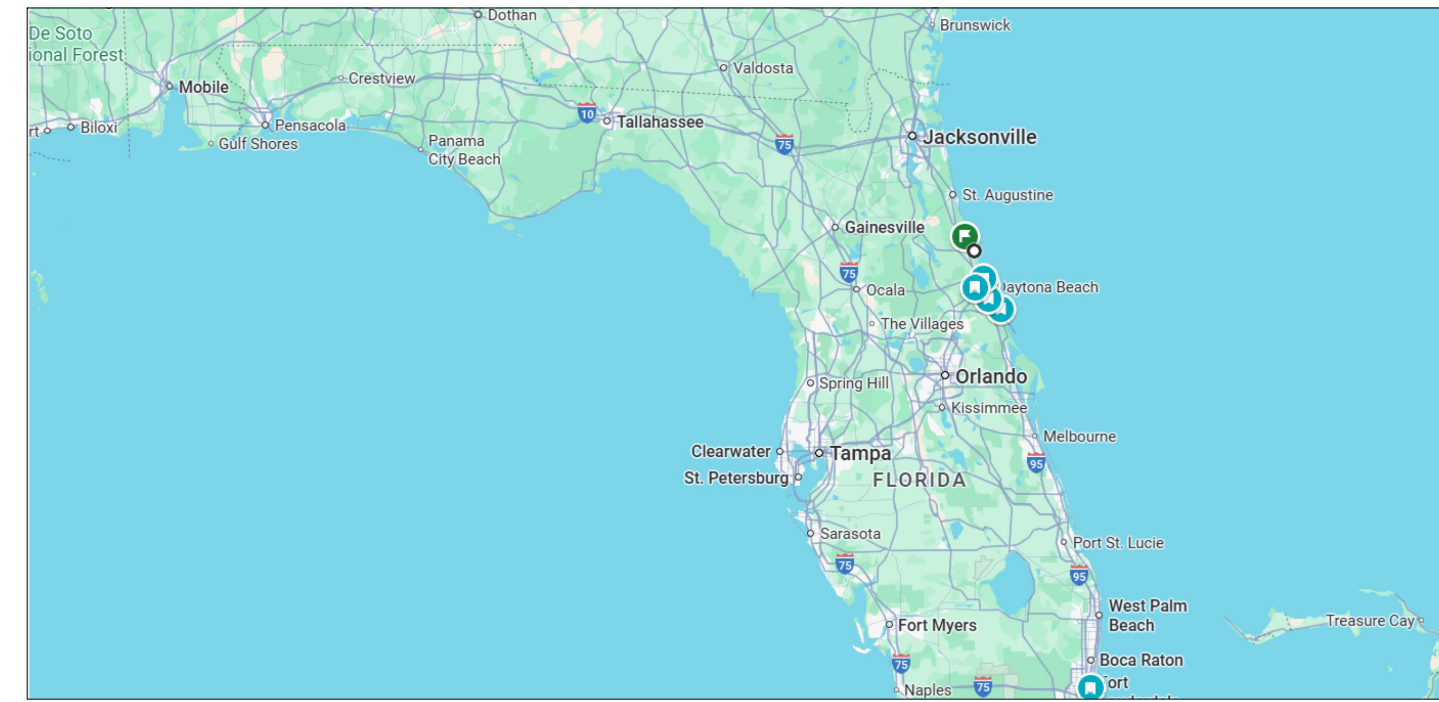 Dothan
Brunswick
De Soto
ional Forest
Valdosta
Crestview
Mobile
10
Tallahassee
Pensacola
rt
Biloxi
Gulf Shores
Panama
City Beach
75
Jacksonville
St. Augustine
Gainesville
75
Ocala
Daytona Beach
The Villages
Orlando
Spring Hill
Kissimmee
Melbourne
Clearwater
Tampa
95
St. Petersburg
FLORIDA
Sarasota
Port St. Lucie
75
95
West Palm
Beach
Treasure Cay
Fort Myers
75
Boca Raton
Naples
75
ort